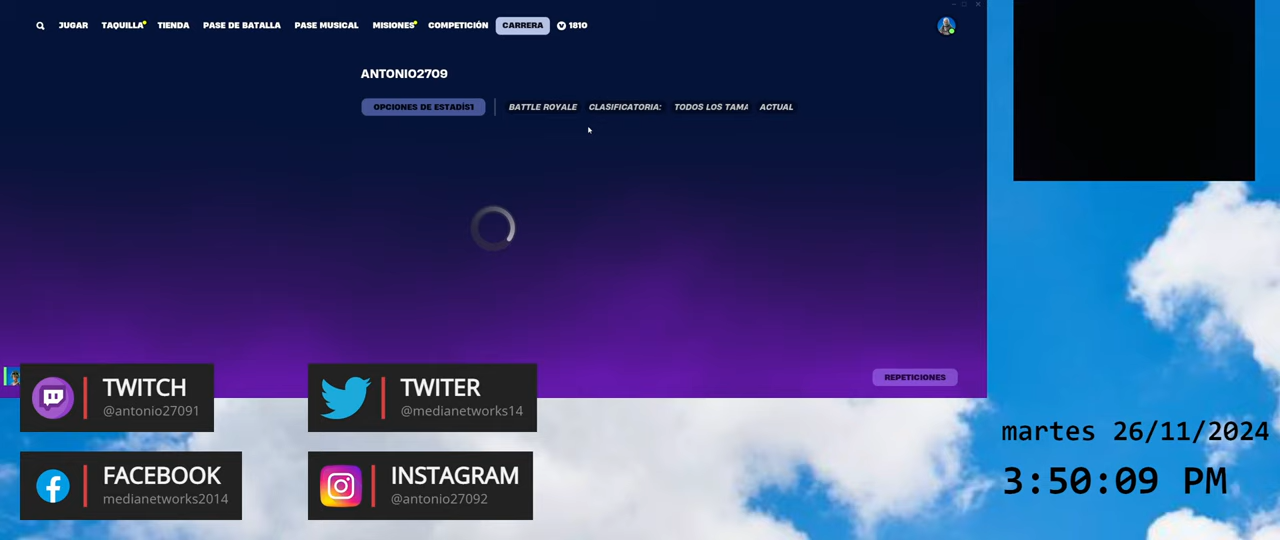 JUGAR TAQUILLA TIENDA PASE DE BATALLA PASE MUSICAL MISIONES COMPETICIÓN CARRERA 1810
ANTONIO2709
OPCIONES DE ESTADÍST BATTLE ROYALE CLASIFICATORIA: TODOS LOS TAMA ACTUAL
REPETICIONES
TWITCH
@antonio27091
TWITER
@medianetworks14
FACEBOOK
medianetworks2014
INSTAGRAM
@antonio27092
martes 26/11/2024
3:50:09 PM